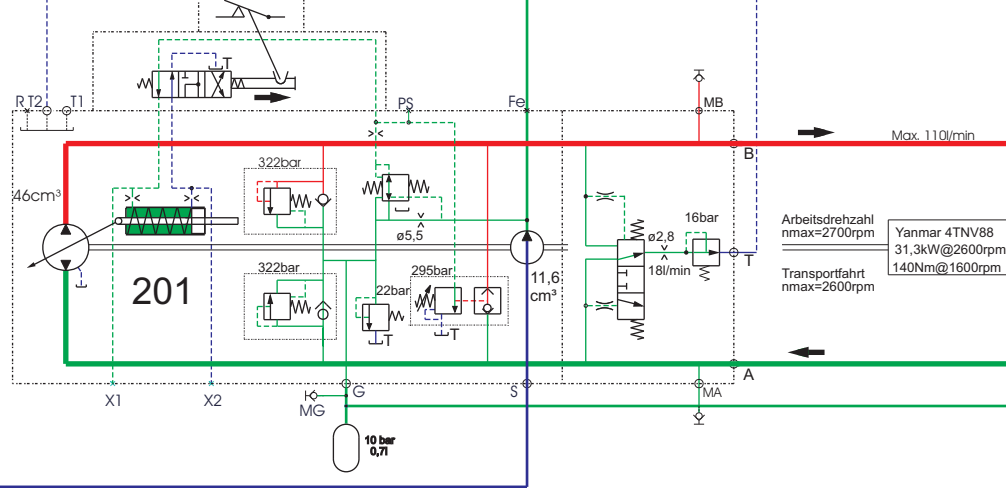 T
R T2 T1
PS
Fe
MB
Max. 110l/min
B
322bar
46cm³
16bar
ø5,5
ø2,8
T
18l/min
Arbeitsdrehzahl
nmax=2700rpm
Transportfahrt
nmax=2600rpm
Yanmar 4TNV88
31,3kW@2600rpm
140Nm@1600rpm
201
322bar
22bar
295bar
11,6
cm³
T
T
A
X1
X2
G
MG
S
MA
10 bar
0,7l